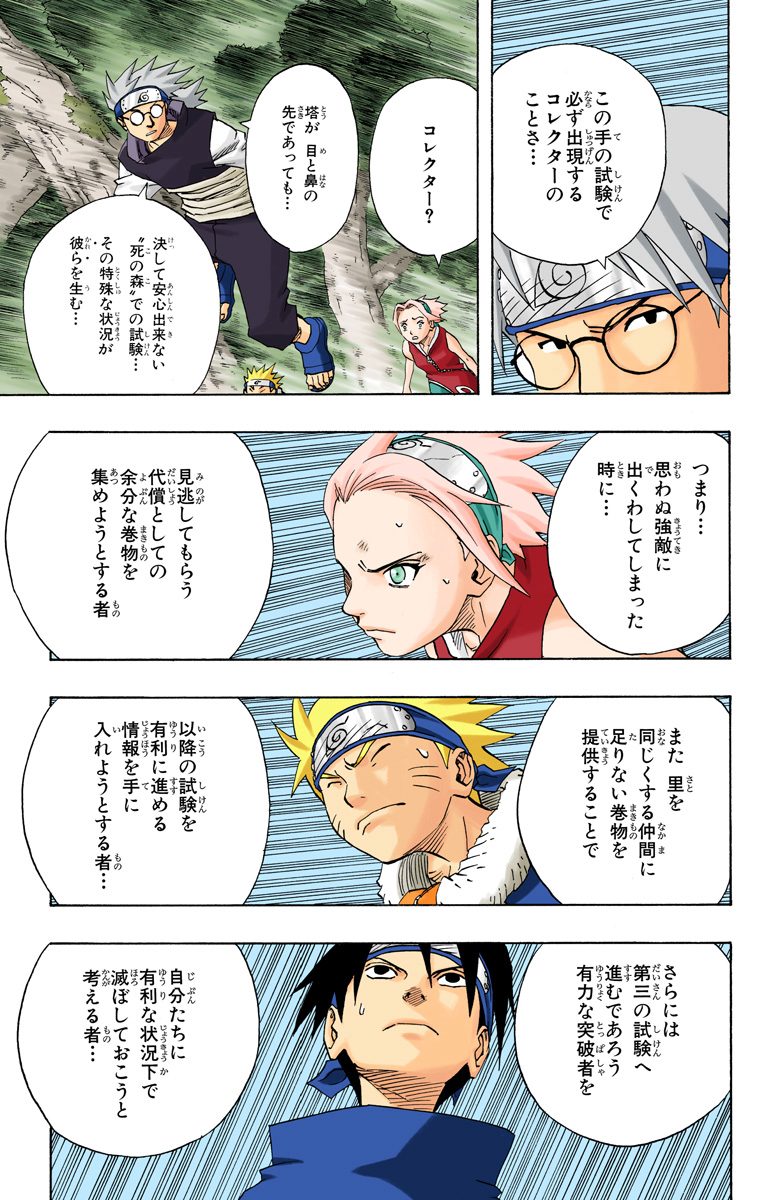 この手の試験で
必ず出現する
コレクターの
ことさ…
コレクター?
塔が 目と鼻の
先であっても…
決して安心出来ない
〝死の森〞での試験…
その特殊な状況が
彼らを生む…
つまり…
思わぬ強敵に
出くわしてしまった
時に…
見逃してもらう
代償としての
余分な巻物を
集めようとする者
また 里を
同じくする仲間に
足りない巻物を
提供することで
以降の試験を
有利に進める
情報を手に
入れようとする者…
さらには
第三の試験へ
進むであろう
有力な突破者を
自分たちに
有利な状況下で
滅ぼしておこうと
考える者…